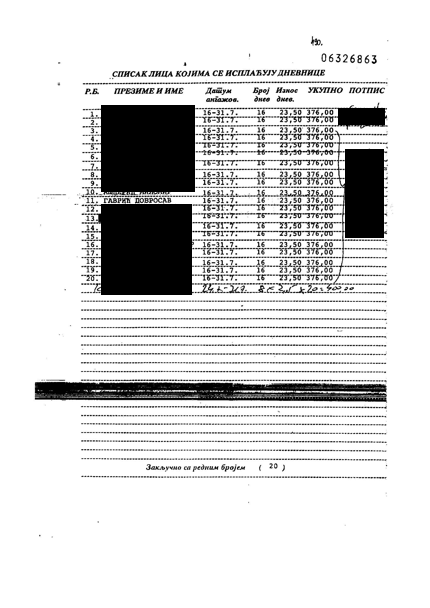 06326863
СПИСАК ЛИЦА КОЈИМА СЕ ИСПЛАЋУЈУ ДНЕВНИЦЕ
Р.Б. ПРЕЗИМЕ И ИМЕ Датум ангажов. Број днев Износ днев. УКУПНО ПОТПИС
1. 16-31.7. 16 23,50 376,00
2. 16-31.7. 16 23,50 376,00
3. 16-31.7. 16 23,50 376,00
4. 16-31.7. 16 23,50 376,00
5. 16-31.7. 16 23,50 376,00
6. 16-31.7. 16 23,50 376,00
7. 16-31.7. 16 23,50 376,00
8. 16-31.7. 16 23,50 376,00
9. 16-31.7. 16 23,50 376,00
10. 16-31.7. 16 23,50 376,00
11. ГАВРИЋ ДОБРОСАВ 16-31.7. 16 23,50 376,00
12. 16-31.7. 16 23,50 376,00
13. 16-31.7. 16 23,50 376,00
14. 16-31.7. 16 23,50 376,00
15. 16-31.7. 16 23,50 376,00
16. 16-31.7. 16 23,50 376,00
17. 16-31.7. 16 23,50 376,00
18. 16-31.7. 16 23,50 376,00
19. 16-31.7. 16 23,50 376,00
20. 16-31.7. 16 23,50 376,00
Закључно са редним бројем ( 20 )